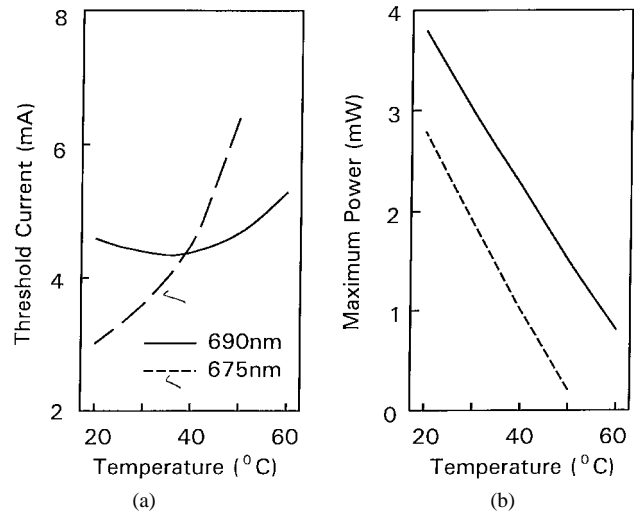 8
6
4
2
Threshold Current (mA)
690nm
675nm
20 40 60
Temperature (°C)
(a)
4
3
2
1
0
Maximum Power (mW)
20 40 60
Temperature (°C)
(b)